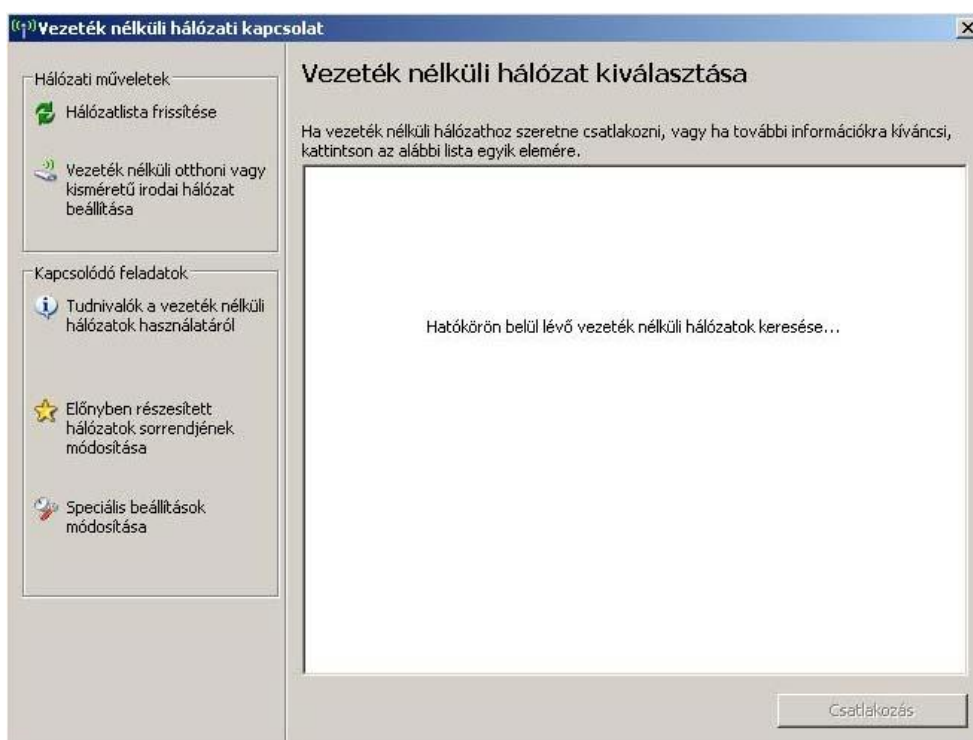 Vezeték nélküli hálózati kapcsolat
Hálózati műveletek
Hálózatlista frissítése
Vezeték nélküli otthoni vagy
kisméretű irodai hálózat
beállítása
Kapcsolódó feladatok
Tudnivalók a vezeték nélküli
hálózatok használatáról
Előnyben részesített
hálózatok sorrendjének
módosítása
Speciális beállítások
módosítása
Vezeték nélküli hálózat kiválasztása
Ha vezeték nélküli hálózathoz szeretne csatlakozni, vagy ha további információkra kíváncsi,
kattintson az alábbi lista egyik elemére.
Hatókörön belül lévő vezeték nélküli hálózatok keresése...
Csatlakozás